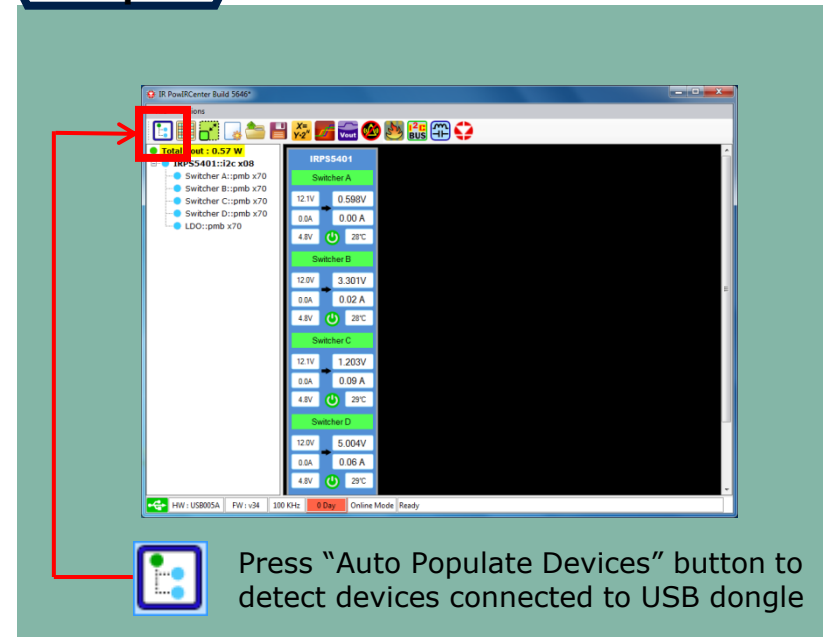 IR PowIRCenter Build 5646*
X=
Y-2"
Vout
I²C
BUS
: 0.57 W
IRPS5401::i2c x08
Switcher A::pmb x70
Switcher B::pmb x70
Switcher C::pmb x70
Switcher D::pmb x70
LDO::pmb x70
IRPS5401
Switcher A
12.1V 0.598V
0.0A 0.00 A
4.8V 28°C
Switcher B
12.0V 3.301V
0.0A 0.02 A
4.8V 28°C
Switcher C
12.1V 1.203V
0.0A 0.09 A
4.8V 29°C
Switcher D
12.0V 5.004V
0.0A 0.06 A
4.8V 29°C
HW : USB005A FW : v34 100 KHz 0 Day Online Mode Ready
Press “Auto Populate Devices” button to
detect devices connected to USB dongle